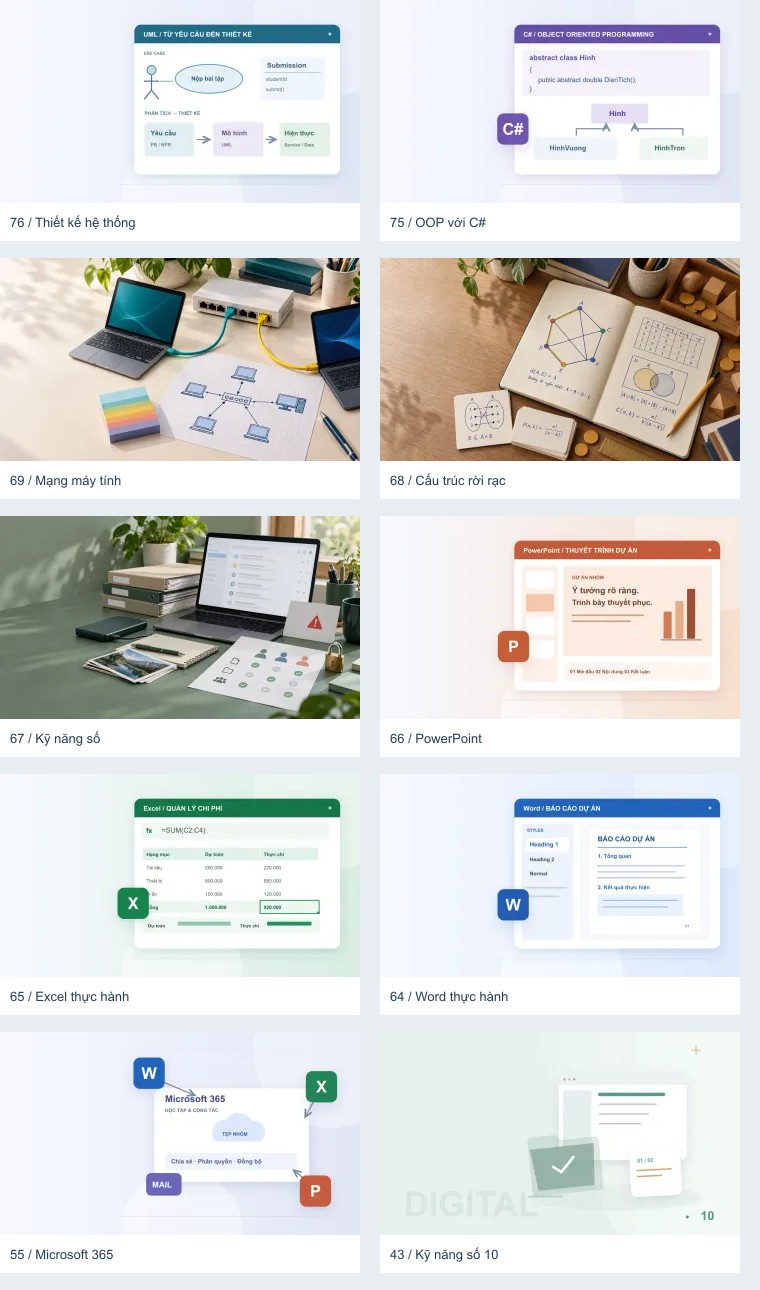 UML / TỪ YÊU CẦU ĐẾN THIẾT KẾ
USE CASE
Nộp bài tập
Submission
studentId
submit()
PHÂN TÍCH → THIẾT KẾ
Yêu cầu
FR / NFR
Mô hình
UML
Hiện thực
Service / Data
76 / Thiết kế hệ thống
C# / OBJECT ORIENTED PROGRAMMING
abstract class Hinh
{
public abstract double DienTich();
}
Hinh
C#
HinhVuong
HinhTron
75 / OOP với C#
69 / Mạng máy tính
68 / Cấu trúc rời rạc
67 / Kỹ năng số
PowerPoint / THUYẾT TRÌNH DỰ ÁN
DỰ ÁN NHÓM
Ý tưởng rõ ràng.
Trình bày thuyết phục.
P
01 Mở đầu 02 Nội dung 03 Kết luận
66 / PowerPoint
Excel / QUẢN LÝ CHI PHÍ
fx =SUM(C2:C4)
Hạng mục Dự toán Thực chi
Tài liệu 250.000 220.000
Thiết bị 600.000
150.000 120.000
X
1.000.000 920.000
Dự toán Thực chi
65 / Excel thực hành
Word / BÁO CÁO DỰ ÁN
STYLES
Heading 1
Heading 2
Normal
BÁO CÁO DỰ ÁN
1. Tổng quan
2. Kết quả thực hiện
W
01
64 / Word thực hành
W
X
Microsoft 365
HỌC TẬP & CỘNG TÁC
TỆP NHÓM
Chia sẻ · Phân quyền · Đồng bộ
MAIL
P
55 / Microsoft 365
01 / 02
DIGITAL
10
43 / Kỹ năng số 10